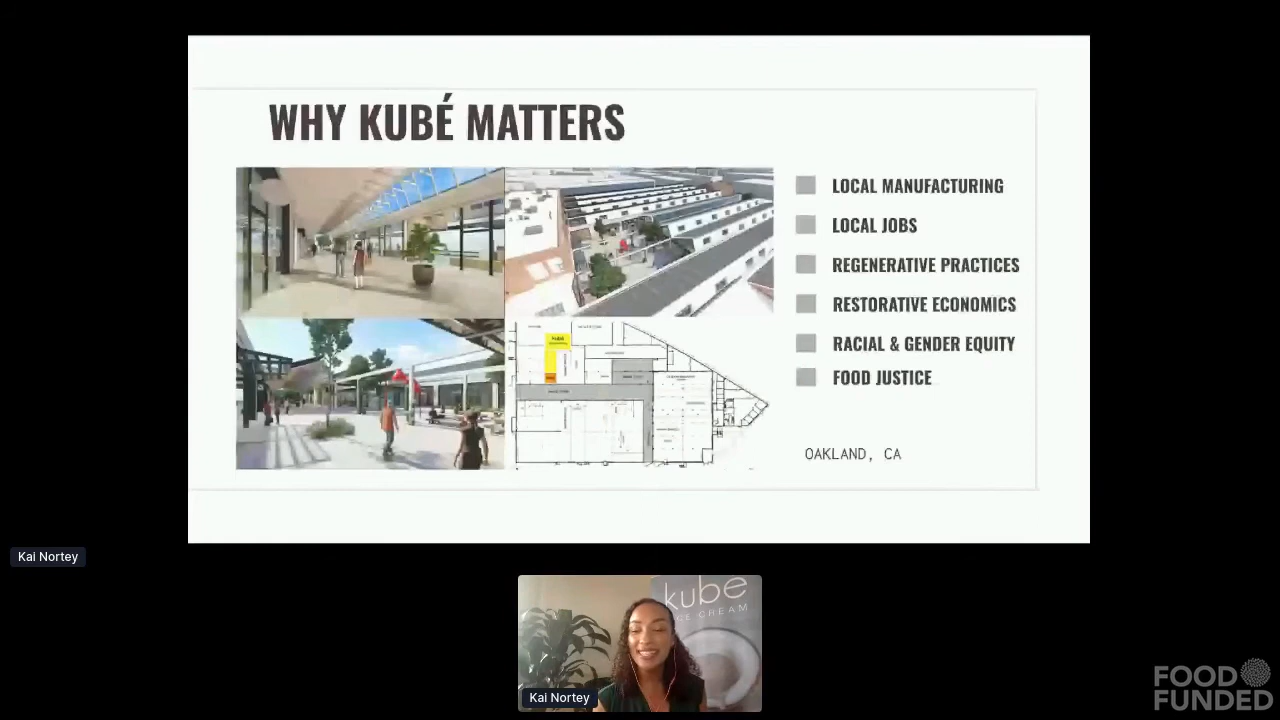 WHY KUBÉ MATTERS
LOCAL MANUFACTURING
LOCAL JOBS
REGENERATIVE PRACTICES
RESTORATIVE ECONOMICS
RACIAL & GENDER EQUITY
FOOD JUSTICE
OAKLAND, CA
Kai Nortey
kube
ICE CREAM
Kai Nortey
FOOD
FUNDED